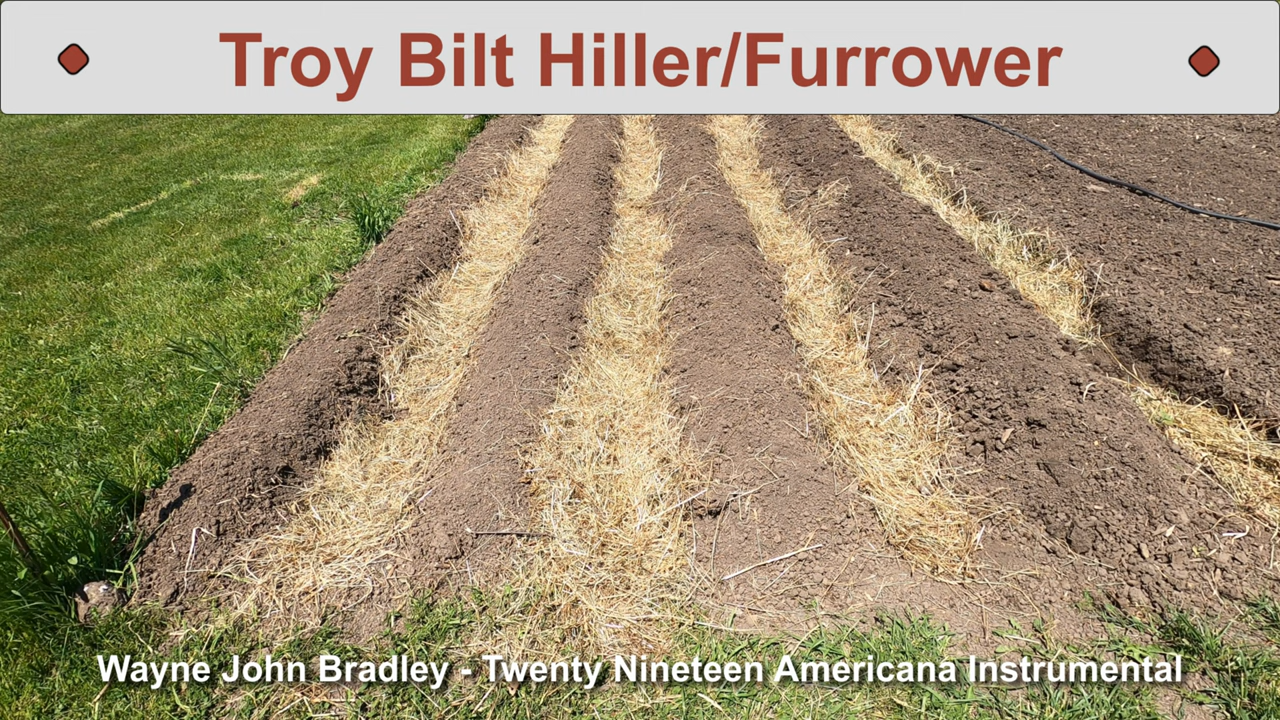 Troy Bilt Hiller/Furrower
Wayne John Bradley - Twenty Nineteen Americana Instrumental